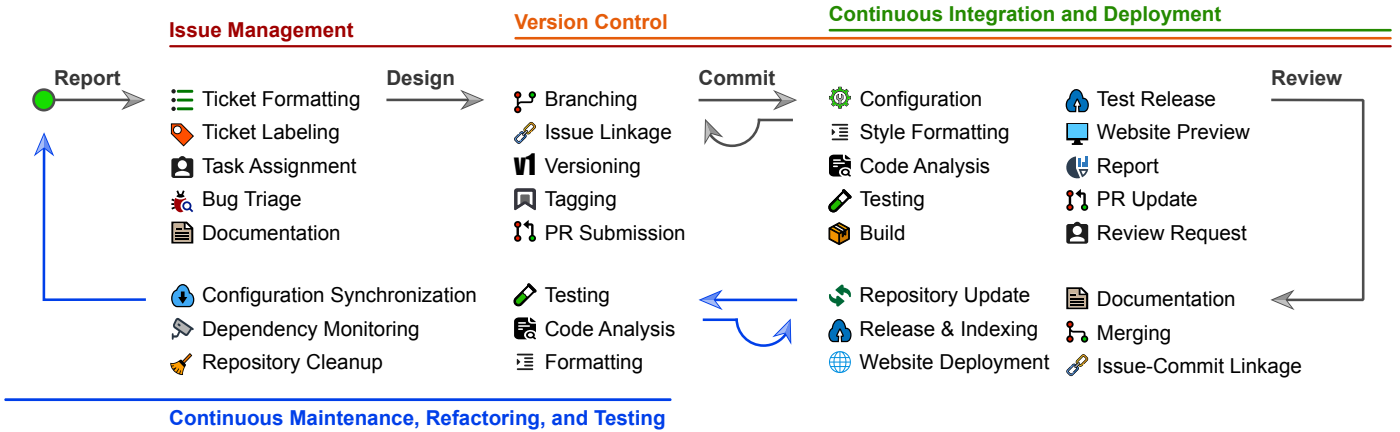 Issue Management
Version Control
Continuous Integration and Deployment
Report
Design
Commit
Review
Ticket Formatting
Ticket Labeling
Task Assignment
Bug Triage
Documentation
Branching
Issue Linkage
V1 Versioning
Tagging
PR Submission
Configuration
Style Formatting
Code Analysis
Testing
Build
Test Release
Website Preview
Report
PR Update
Review Request
Configuration Synchronization
Dependency Monitoring
Repository Cleanup
Testing
Code Analysis
Formatting
Repository Update
Release & Indexing
Website Deployment
Documentation
Merging
Issue-Commit Linkage
Continuous Maintenance, Refactoring, and Testing